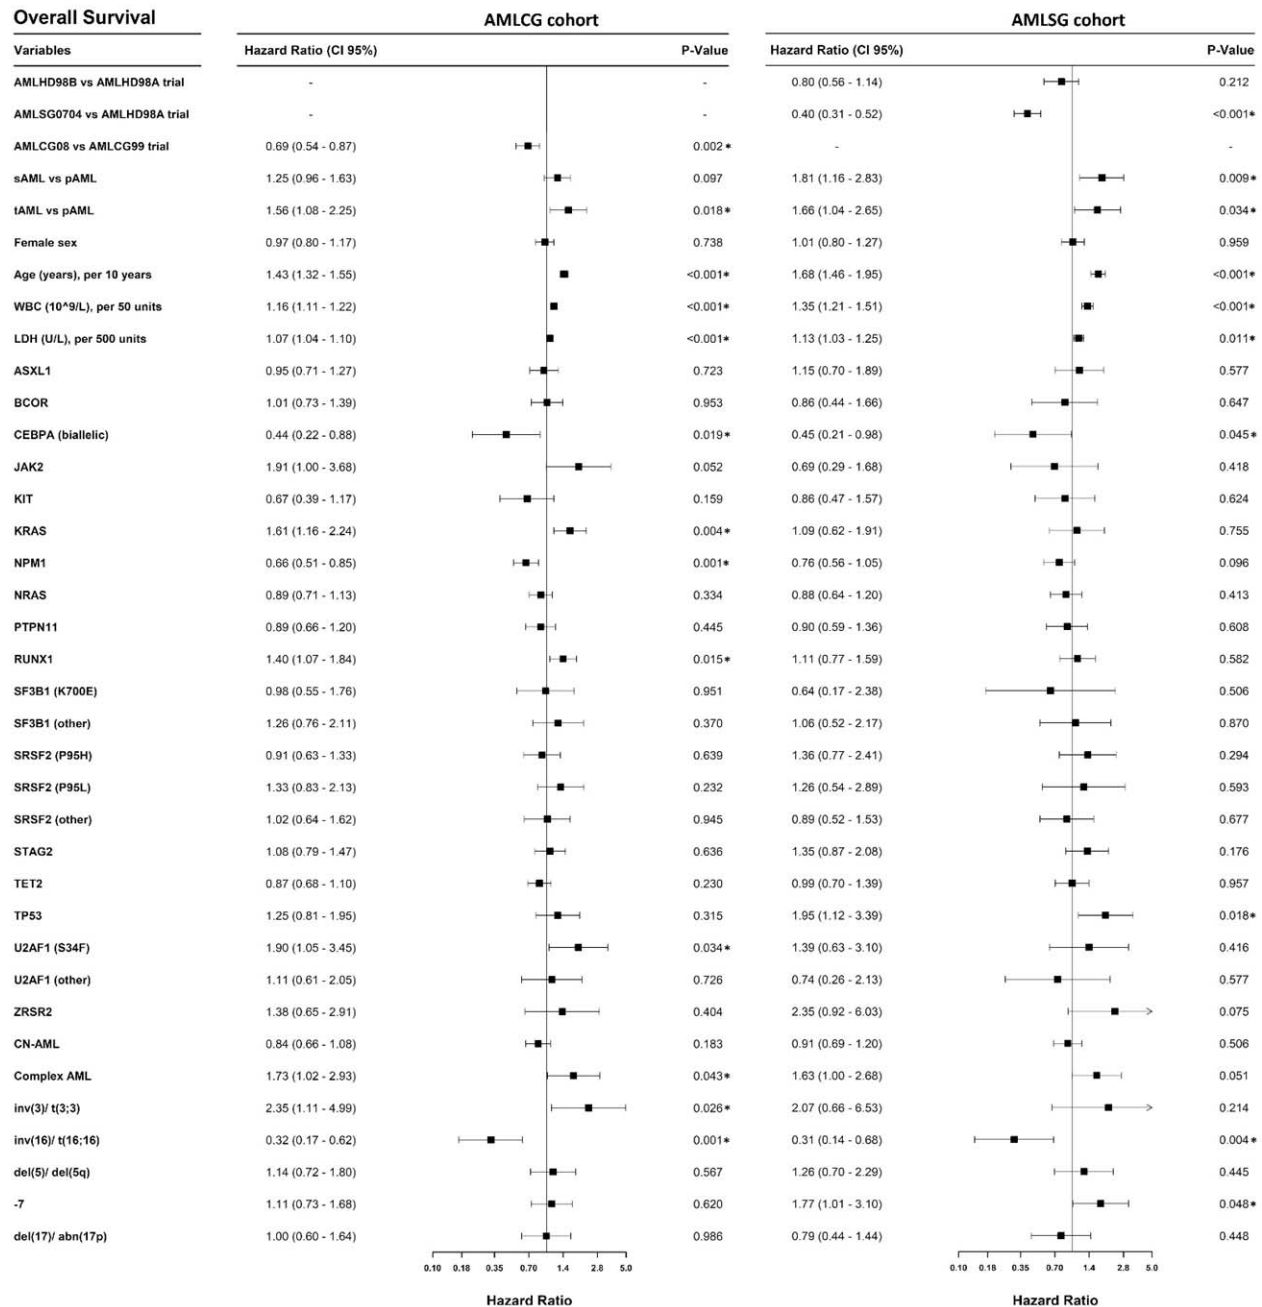 Overall Survival AMLCG cohort AMLSG cohort
Variables Hazard Ratio (CI 95%) P-Value Hazard Ratio (CI 95%) P-Value
AMLHD98B vs AMLHD98A trial - - 0.80 (0.56 - 1.14) 0.212
AMLSG0704 vs AMLHD98A trial - - 0.40 (0.31 - 0.52) <0.001*
AMLCG08 vs AMLCG99 trial 0.69 (0.54 - 0.87) 0.002* - -
sAML vs pAML 1.25 (0.96 - 1.63) 0.097 1.81 (1.16 - 2.83) 0.009*
tAML vs pAML 1.56 (1.08 - 2.25) 0.018* 1.66 (1.04 - 2.65) 0.034*
Female sex 0.97 (0.80 - 1.17) 0.738 1.01 (0.80 - 1.27) 0.959
Age (years), per 10 years 1.43 (1.32 - 1.55) <0.001* 1.68 (1.46 - 1.95) <0.001*
WBC (10^9/L), per 50 units 1.16 (1.11 - 1.22) <0.001* 1.35 (1.21 - 1.51) <0.001*
LDH (U/L), per 500 units 1.07 (1.04 - 1.10) <0.001* 1.13 (1.03 - 1.25) 0.011*
ASXL1 0.95 (0.71 - 1.27) 0.723 1.15 (0.70 - 1.89) 0.577
BCOR 1.01 (0.73 - 1.39) 0.953 0.86 (0.44 - 1.66) 0.647
CEBPA (biallelic) 0.44 (0.22 - 0.88) 0.019* 0.45 (0.21 - 0.98) 0.045*
JAK2 1.91 (1.00 - 3.68) 0.052 0.69 (0.29 - 1.68) 0.418
KIT 0.67 (0.39 - 1.17) 0.159 0.86 (0.47 - 1.57) 0.624
KRAS 1.61 (1.16 - 2.24) 0.004* 1.09 (0.62 - 1.91) 0.755
NPM1 0.66 (0.51 - 0.85) 0.001* 0.76 (0.56 - 1.05) 0.096
NRAS 0.89 (0.71 - 1.13) 0.334 0.88 (0.64 - 1.20) 0.413
PTPN11 0.89 (0.66 - 1.20) 0.445 0.90 (0.59 - 1.36) 0.608
RUNX1 1.40 (1.07 - 1.84) 0.015* 1.11 (0.77 - 1.59) 0.582
SF3B1 (K700E) 0.98 (0.55 - 1.76) 0.951 0.64 (0.17 - 2.38) 0.506
SF3B1 (other) 1.26 (0.76 - 2.11) 0.370 1.06 (0.52 - 2.17) 0.870
SRSF2 (P95H) 0.91 (0.63 - 1.33) 0.639 1.36 (0.77 - 2.41) 0.294
SRSF2 (P95L) 1.33 (0.83 - 2.13) 0.232 1.26 (0.54 - 2.89) 0.593
SRSF2 (other) 1.02 (0.64 - 1.62) 0.945 0.89 (0.52 - 1.53) 0.677
STAG2 1.08 (0.79 - 1.47) 0.636 1.35 (0.87 - 2.08) 0.176
TET2 0.87 (0.68 - 1.10) 0.230 0.99 (0.70 - 1.39) 0.957
TP53 1.25 (0.81 - 1.95) 0.315 1.95 (1.12 - 3.39) 0.018*
U2AF1 (S34F) 1.90 (1.05 - 3.45) 0.034* 1.39 (0.63 - 3.10) 0.416
U2AF1 (other) 1.11 (0.61 - 2.05) 0.726 0.74 (0.26 - 2.13) 0.577
ZRSR2 1.38 (0.65 - 2.91) 0.404 2.35 (0.92 - 6.03) 0.075
CN-AML 0.84 (0.66 - 1.08) 0.183 0.91 (0.69 - 1.20) 0.506
Complex AML 1.73 (1.02 - 2.93) 0.043* 1.63 (1.00 - 2.68) 0.051
inv(3)/ t(3;3) 2.35 (1.11 - 4.99) 0.026* 2.07 (0.66 - 6.53) 0.214
inv(16)/ t(16;16) 0.32 (0.17 - 0.62) 0.001* 0.31 (0.14 - 0.68) 0.004*
del(5)/ del(5q) 1.14 (0.72 - 1.80) 0.567 1.26 (0.70 - 2.29) 0.445
-7 1.11 (0.73 - 1.68) 0.620 1.77 (1.01 - 3.10) 0.048*
del(17)/ abn(17p) 1.00 (0.60 - 1.64) 0.986 0.79 (0.44 - 1.44) 0.448
0.10 0.18 0.35 0.70 1.4 2.8 5.0 0.10 0.18 0.35 0.70 1.4 2.8 5.0
Hazard Ratio Hazard Ratio